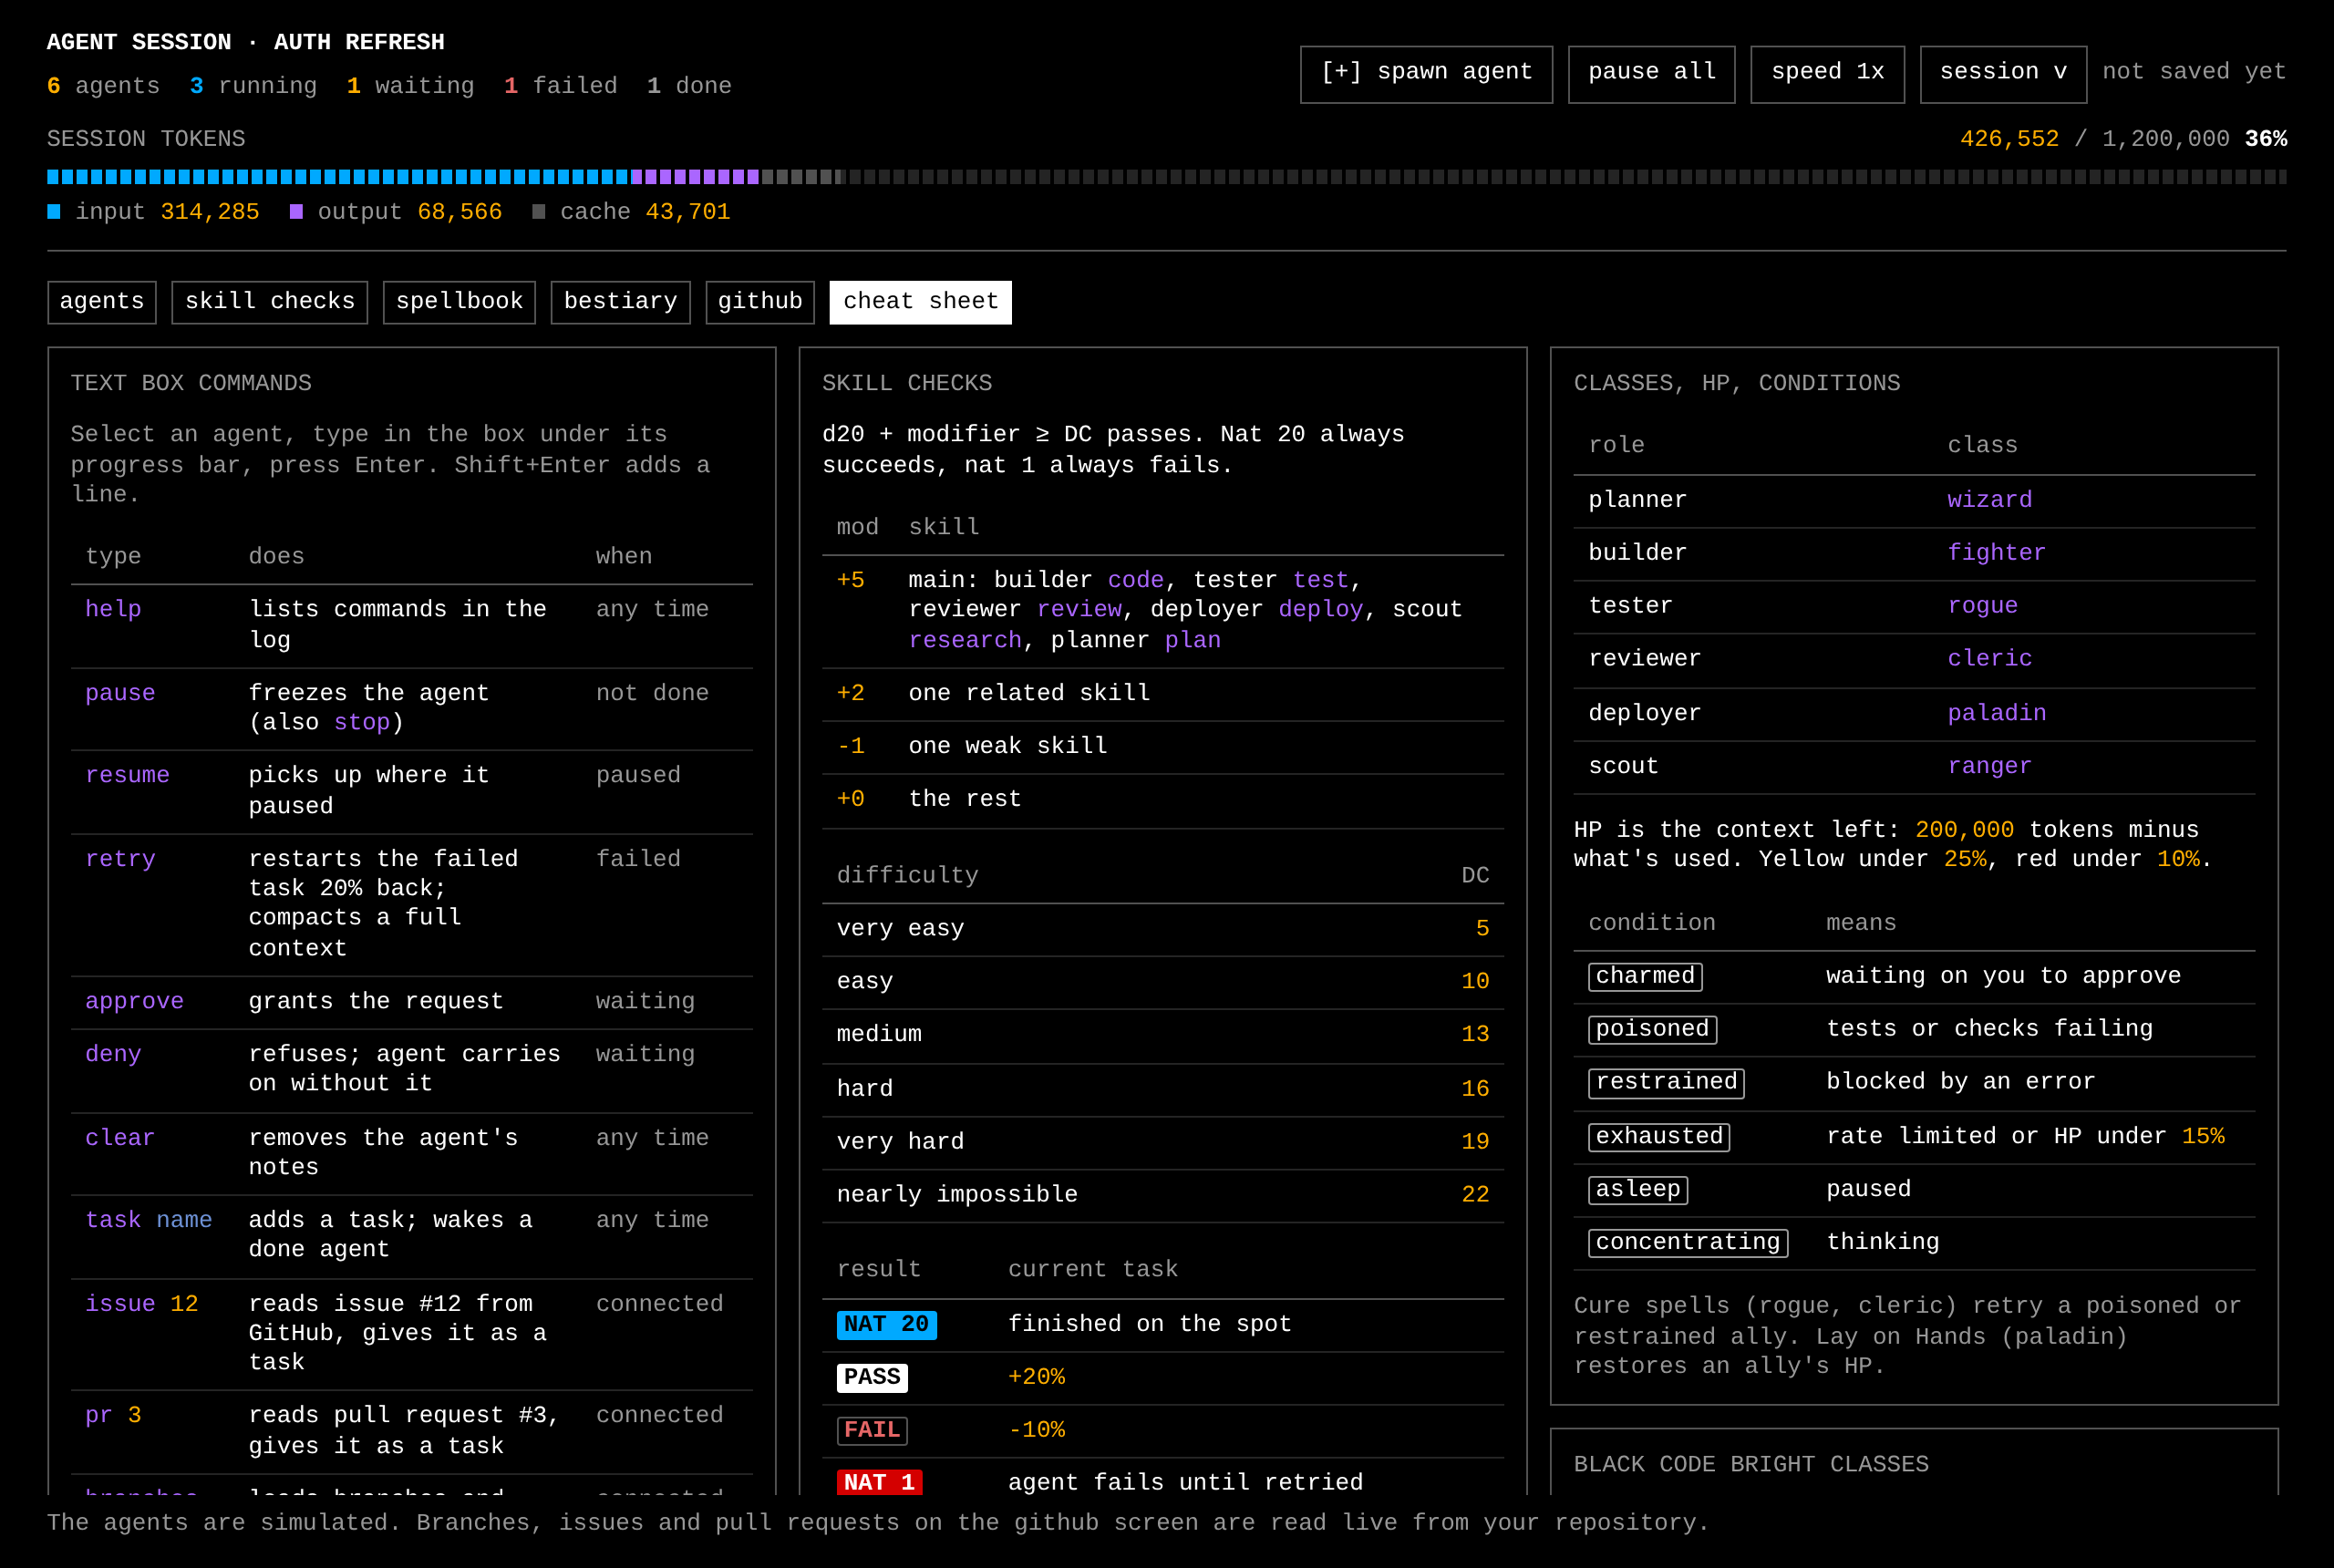 AGENT SESSION · AUTH REFRESH
6 agents 3 running 1 waiting 1 failed 1 done
[+] spawn agent pause all speed 1x session v not saved yet
SESSION TOKENS
426,552 / 1,200,000 36%
input 314,285 output 68,566 cache 43,701
agents skill checks spellbook bestiary github cheat sheet
TEXT BOX COMMANDS
Select an agent, type in the box under its
progress bar, press Enter. Shift+Enter adds a
line.
type does when
help lists commands in the any time
log
pause freezes the agent not done
(also stop)
resume picks up where it paused
paused
retry restarts the failed failed
task 20% back;
compacts a full
context
approve grants the request waiting
deny refuses; agent carries waiting
on without it
clear removes the agent's any time
notes
task name adds a task; wakes a any time
done agent
issue 12 reads issue #12 from connected
GitHub, gives it as a
task
pr 3 reads pull request #3, connected
gives it as a task
SKILL CHECKS
d20 + modifier ≥ DC passes. Nat 20 always
succeeds, nat 1 always fails.
mod skill
+5 main: builder code, tester test,
reviewer review, deployer deploy, scout
research, planner plan
+2 one related skill
-1 one weak skill
+0 the rest
difficulty DC
very easy 5
easy 10
medium 13
hard 16
very hard 19
nearly impossible 22
result current task
NAT 20 finished on the spot
PASS +20%
FAIL -10%
NAT 1 agent fails until retried
CLASSES, HP, CONDITIONS
role class
planner wizard
builder fighter
tester rogue
reviewer cleric
deployer paladin
scout ranger
HP is the context left: 200,000 tokens minus
what's used. Yellow under 25%, red under 10%.
condition means
charmed waiting on you to approve
poisoned tests or checks failing
restrained blocked by an error
exhausted rate limited or HP under 15%
asleep paused
concentrating thinking
Cure spells (rogue, cleric) retry a poisoned or
restrained ally. Lay on Hands (paladin)
restores an ally's HP.
BLACK CODE BRIGHT CLASSES
The agents are simulated. Branches, issues and pull requests on the github screen are read live from your repository.